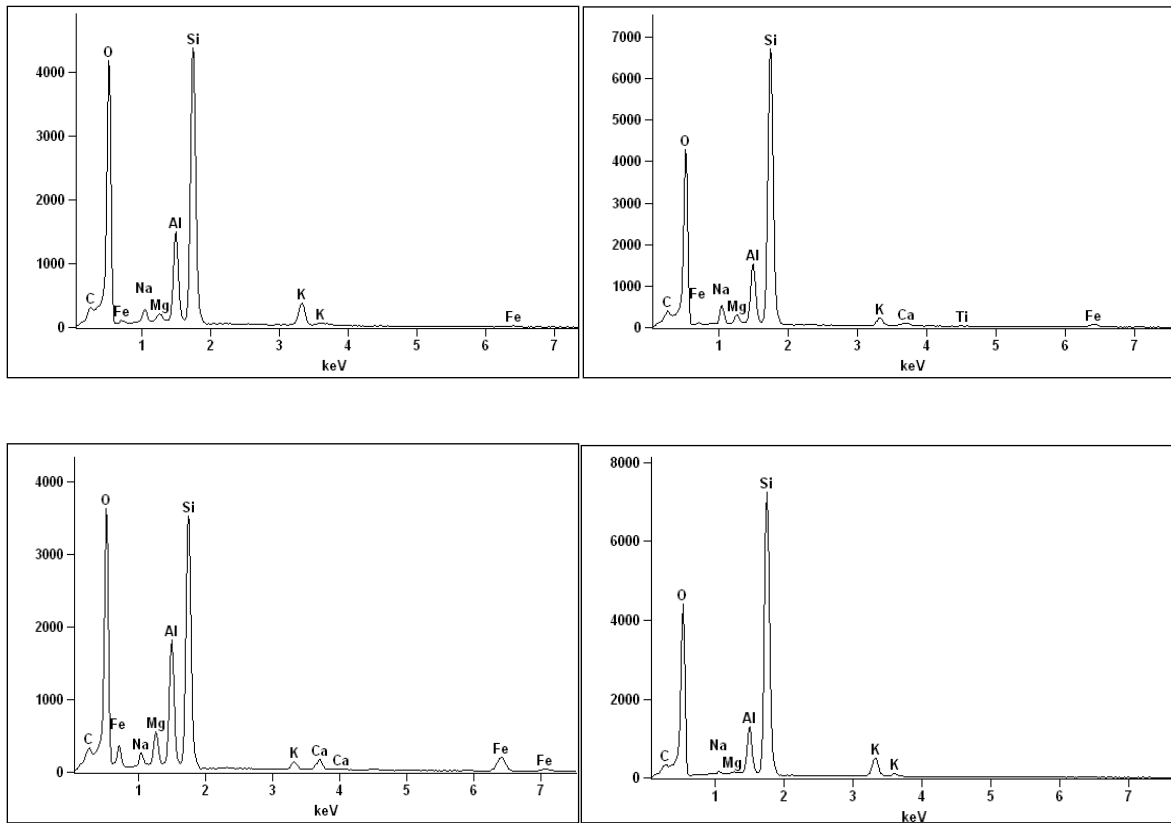 Si
O
4000
3000
2000
Al
1000
C
Fe
Na
Mg
K
K
Fe
0
1
2
3
4
5
6
7
keV
7000
Si
6000
5000
O
4000
3000
2000
Al
1000
C
Fe
Na
Mg
K
Ca
Ti
Fe
0
1
2
3
4
5
6
7
keV
4000
O
Si
3000
2000
Al
1000
C
Fe
Na
Mg
K
Ca
Ca
Fe
Fe
0
1
2
3
4
5
6
7
keV
8000
Si
6000
O
4000
2000
Al
C
Na
Mg
K
K
0
1
2
3
4
5
6
7
keV